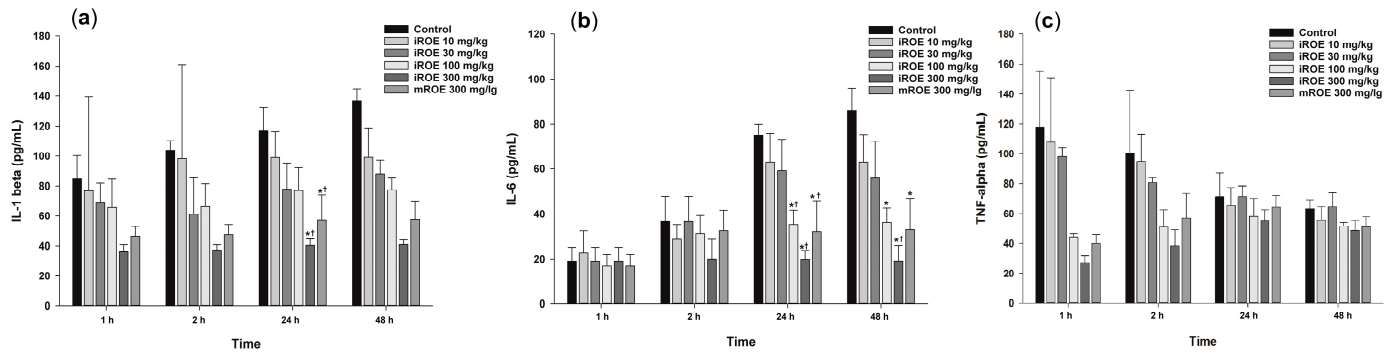 (a)
IL-1 beta (pg/mL)
180
160
140
120
100
80
60
40
20
0
Control
iROE 10 mg/kg
iROE 30 mg/kg
iROE 100 mg/kg
iROE 300 mg/kg
mROE 300 mg/lg
*†
*†
1 h
2 h
24 h
48 h
Time
(b)
IL-6 (pg/mL)
120
100
80
60
40
20
0
Control
iROE 10 mg/kg
iROE 30 mg/kg
iROE 100 mg/kg
iROE 300 mg/kg
mROE 300 mg/lg
*†
*†
*†
*
*†
*
1 h
2 h
24 h
48 h
Time
(c)
TNF-alpha (pg/mL)
180
160
140
120
100
80
60
40
20
0
Control
iROE 10 mg/kg
iROE 30 mg/kg
iROE 100 mg/kg
iROE 300 mg/kg
mROE 300 mg/lg
1 h
2 h
24 h
48 h
Time